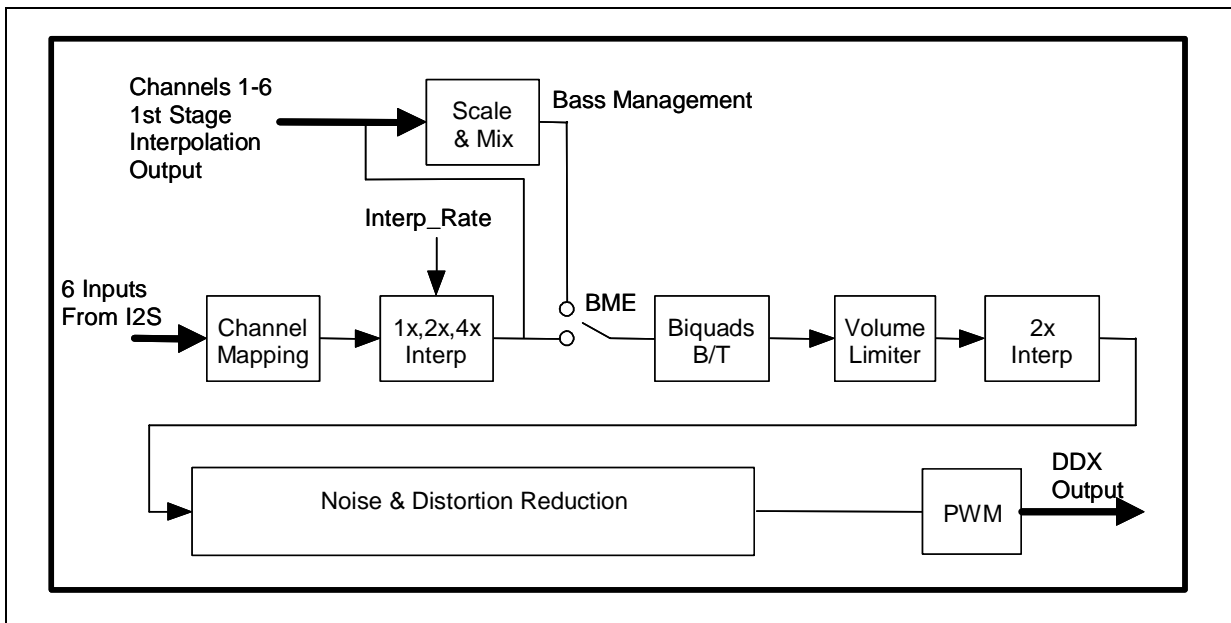 Channels 1-6
1st Stage
Interpolation
Output
Scale
& Mix
Bass Management
Interp_Rate
6 Inputs
From I2S
Channel
Mapping
1x,2x,4x
Interp
BME
Biquads
B/T
Volume
Limiter
2x
Interp
Noise & Distortion Reduction
PWM
DDX
Output